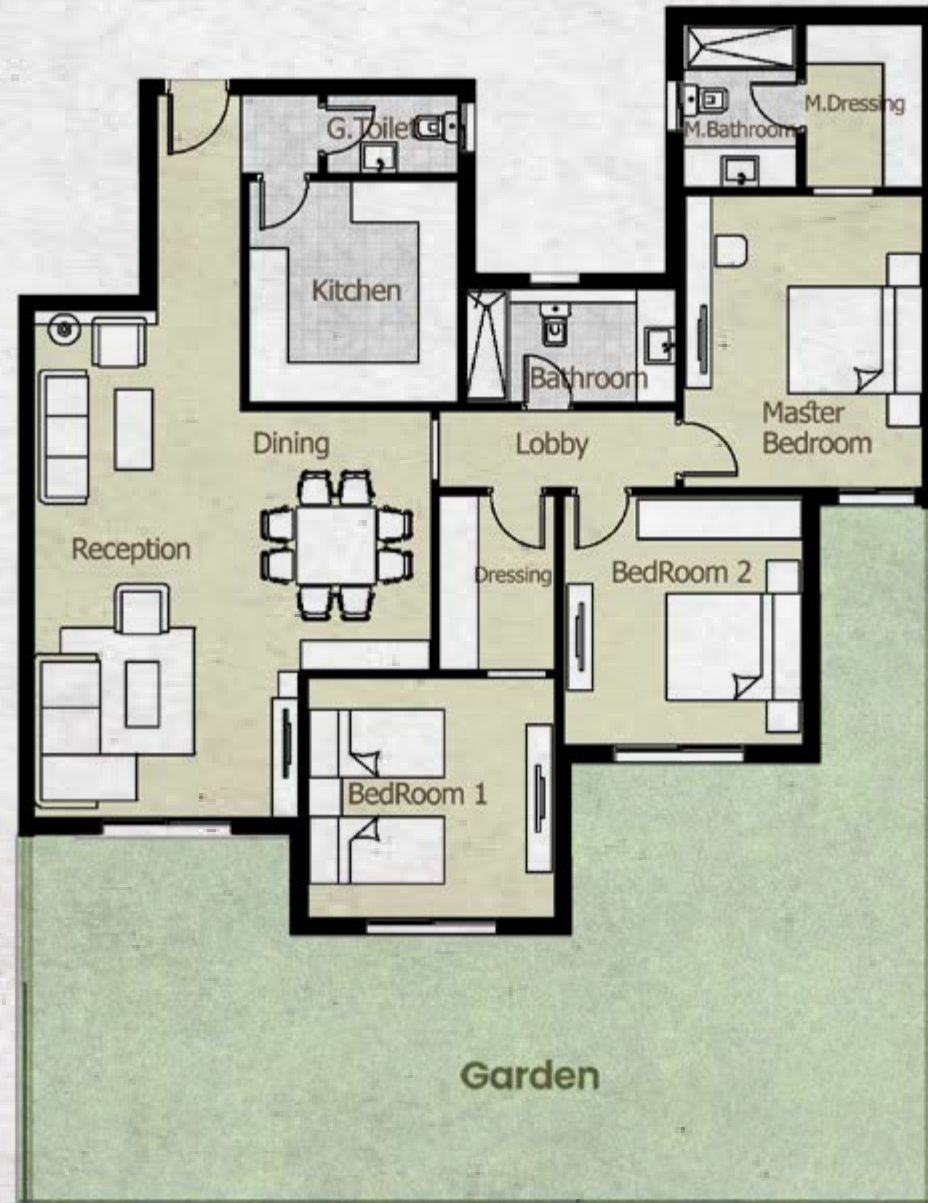 G.Toilet
M.Dressing
M.Bathroom
Kitchen
Bathroom
Master
Bedroom
Dining
Lobby
Reception
Dressing
BedRoom 2
BedRoom 1
Garden